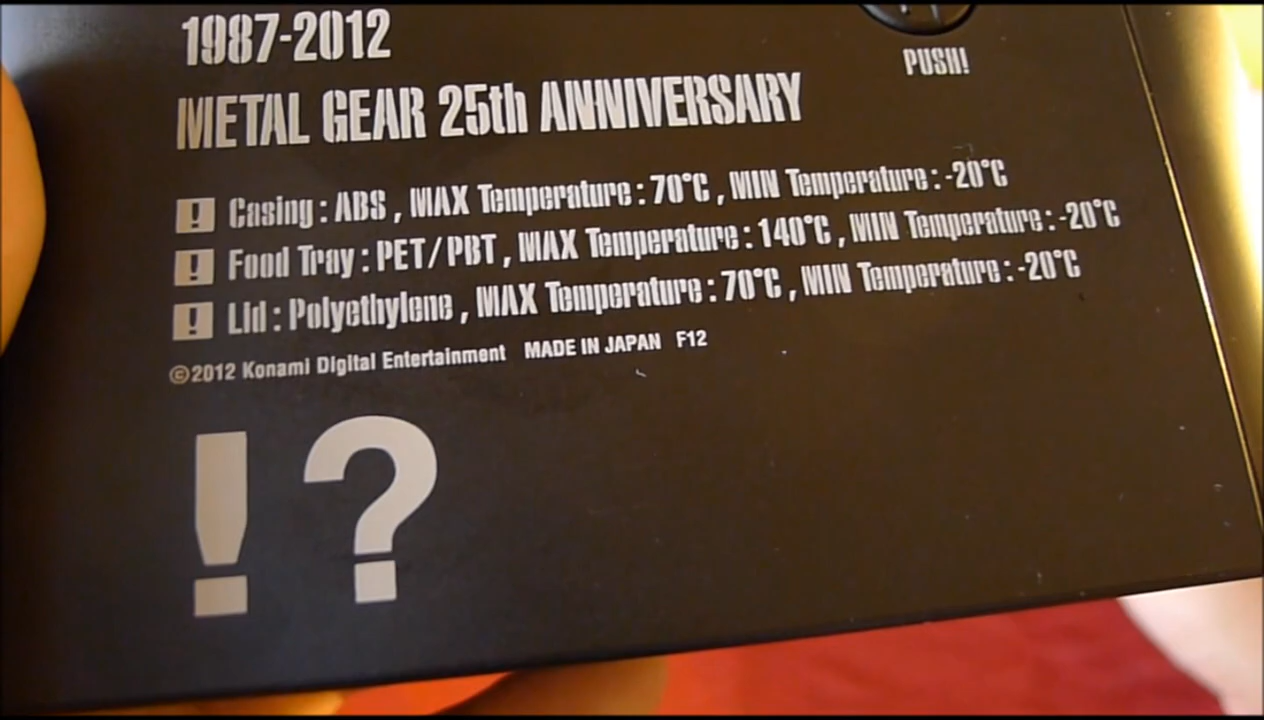 1987-2012
PUSH!
METAL GEAR 25th ANNIVERSARY
! Casing : ABS , MAX Temperature : 70°C , MIN Temperature : -20°C
! Food Tray : PET/PBT , MAX Temperature : 140°C , MIN Temperature : -20°C
! Lid : Polyethylene , MAX Temperature : 70°C , MIN Temperature : -20°C
©2012 Konami Digital Entertainment MADE IN JAPAN F12
!?